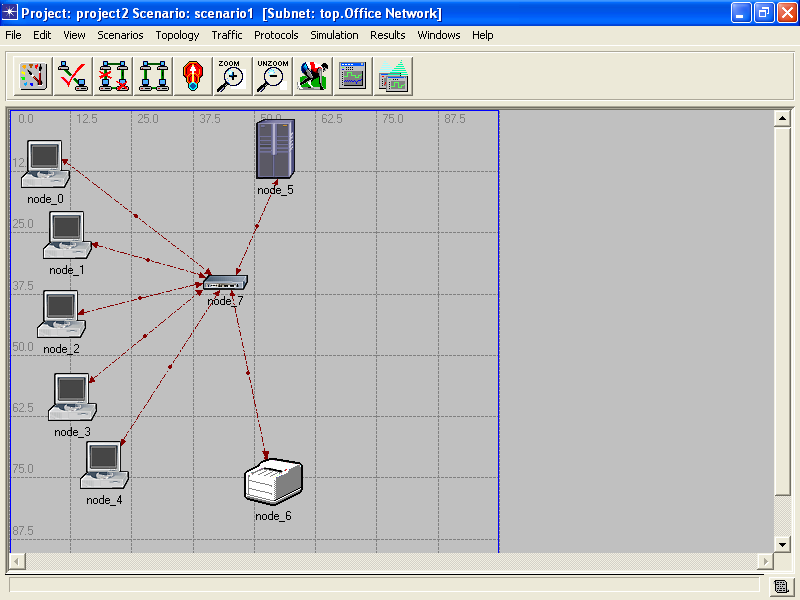 Project: project2 Scenario: scenario1 [Subnet: top.Office Network]
File Edit View Scenarios Topology Traffic Protocols Simulation Results Windows Help
ZOOM UNZOOM
0.0 12.5 25.0 37.5 50.0 62.5 75.0 87.5
12.
node_5
node_0
25.0
node_1
37.5
node_7
50.0
node_2
62.5
node_3
75.0
node_4
node_6
87.5